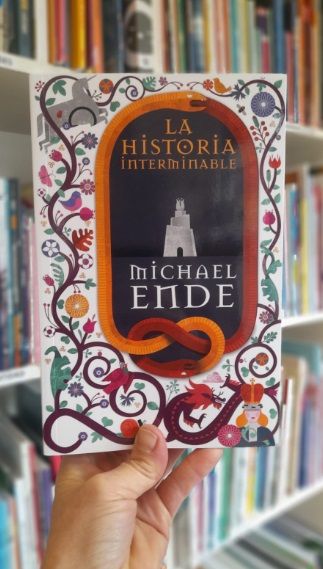 LA
HISTORIA
INTERMINABLE
MICHAEL
ENDE